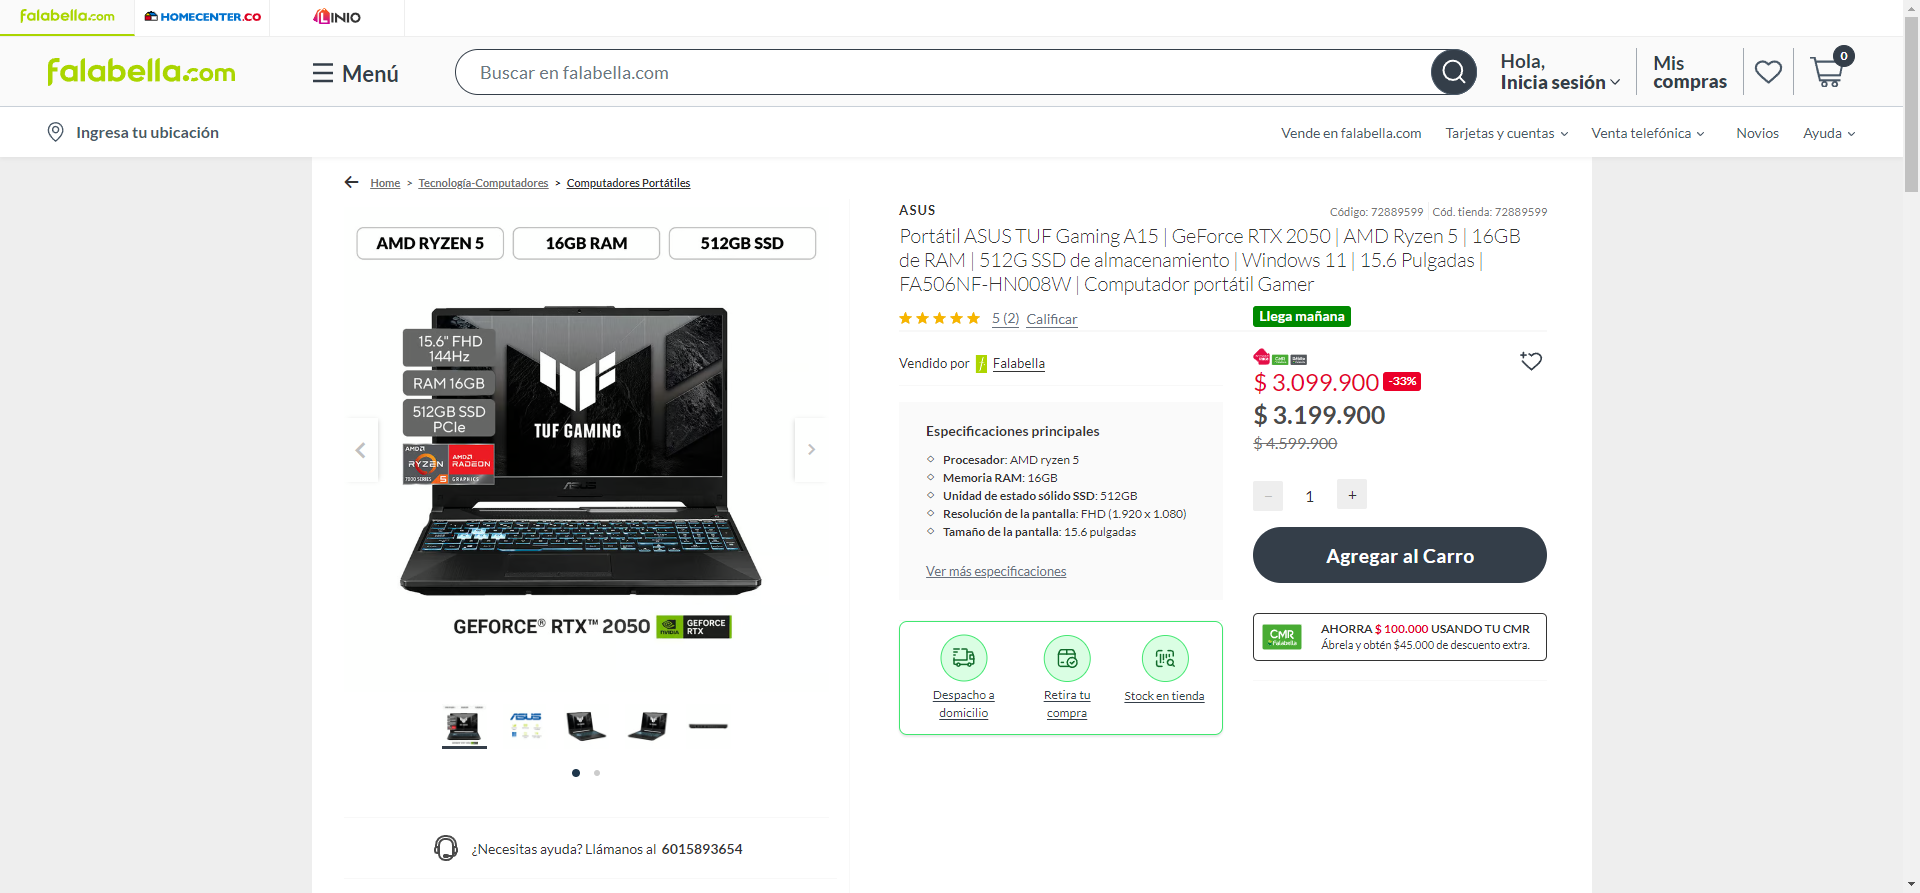 falabella.com
HOMECENTER.CO
LINIO
falabella.com
Menú
Buscar en falabella.com
Hola,
Inicia sesión
Mis
compras
0
Ingresa tu ubicación
Vende en falabella.com
Tarjetas y cuentas
Venta telefónica
Novios
Ayuda
Home > Tecnología-Computadores > Computadores Portátiles
AMD RYZEN 5
16GB RAM
512GB SSD
15.6" FHD
144Hz
RAM 16GB
512GB SSD
PCIe
AMD
RYZEN
7000 SERIES 5
AMD
RADEON
GRAPHICS
TUF GAMING
ASUS
GEFORCE® RTX™ 2050
NVIDIA
GEFORCE
RTX
ASUS
¿Necesitas ayuda? Llámanos al 6015893654
ASUS
Código: 72889599
Cód. tienda: 72889599
Portátil ASUS TUF Gaming A15 | GeForce RTX 2050 | AMD Ryzen 5 | 16GB
de RAM | 512G SSD de almacenamiento | Windows 11 | 15.6 Pulgadas |
FA506NF-HN008W | Computador portátil Gamer
5 (2)
Calificar
Llega mañana
Vendido por
Falabella
$ 3.099.900
-33%
$ 3.199.900
$ 4.599.900
Especificaciones principales
Procesador: AMD ryzen 5
Memoria RAM: 16GB
Unidad de estado sólido SSD: 512GB
Resolución de la pantalla: FHD (1.920 x 1.080)
Tamaño de la pantalla: 15.6 pulgadas
Ver más especificaciones
- 1 +
Agregar al Carro
CMR
Falabella
AHORRA $ 100.000 USANDO TU CMR
Ábrela y obtén $45.000 de descuento extra.
Despacho a
domicilio
Retira tu
compra
Stock en tienda